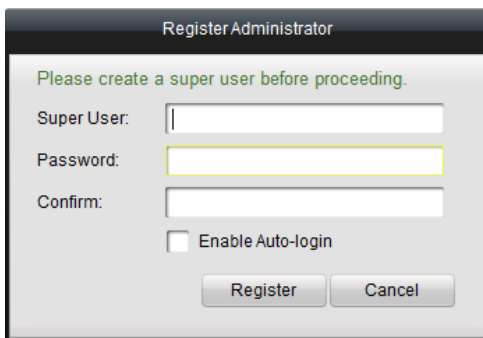 Register Administrator
Please create a super user before proceeding.
Super User:
Password:
Confirm:
Enable Auto-login
Register Cancel